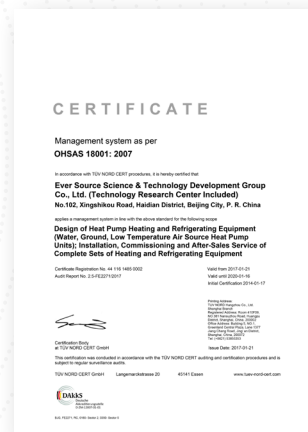 CERTIFICATE
Management system as per
OHSAS 18001: 2007
In accordance with TÜV NORD CERT procedures, it is hereby certified that
Ever Source Science & Technology Development Group
Co., Ltd. (Technology Research Center Included)
No.102, Xingshikou Road, Haidian District, Beijing City, P. R. China
applies a management system in line with the above standard for the following scope
Design of Heat Pump Heating and Refrigerating Equipment
(Water, Ground, Low Temperature Air Source Heat Pump
Units); Installation, Commissioning and After-Sales Service of
Complete Sets of Heating and Refrigerating Equipment
Certificate Registration No. 44 116 1465 0002
Audit Report No. 2.5-FE2271/2017
Valid from 2017-01-21
Valid until 2020-01-16
Initial Certification 2014-01-17
Certification Body
at TÜV NORD CERT GmbH
Issue Date: 2017-01-21
This certification was conducted in accordance with the TÜV NORD CERT auditing and certification procedures and is
subject to regular surveillance audits.
TÜV NORD CERT GmbH
Langemarckstrasse 20
45141 Essen
www.tuev-nord-cert.com
DAkkS
Deutsche
Akkreditierungsstelle